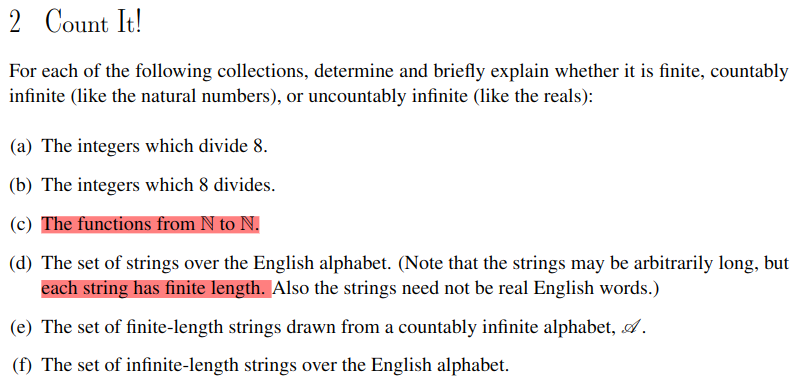 2 Count It!
For each of the following collections, determine and briefly explain whether it is finite, countably
infinite (like the natural numbers), or uncountably infinite (like the reals):
(a) The integers which divide 8.
(b) The integers which 8 divides.
(c) The functions from ℕ to ℕ.
(d) The set of strings over the English alphabet. (Note that the strings may be arbitrarily long, but
each string has finite length. Also the strings need not be real English words.)
(e) The set of finite-length strings drawn from a countably infinite alphabet, 𝒜.
(f) The set of infinite-length strings over the English alphabet.